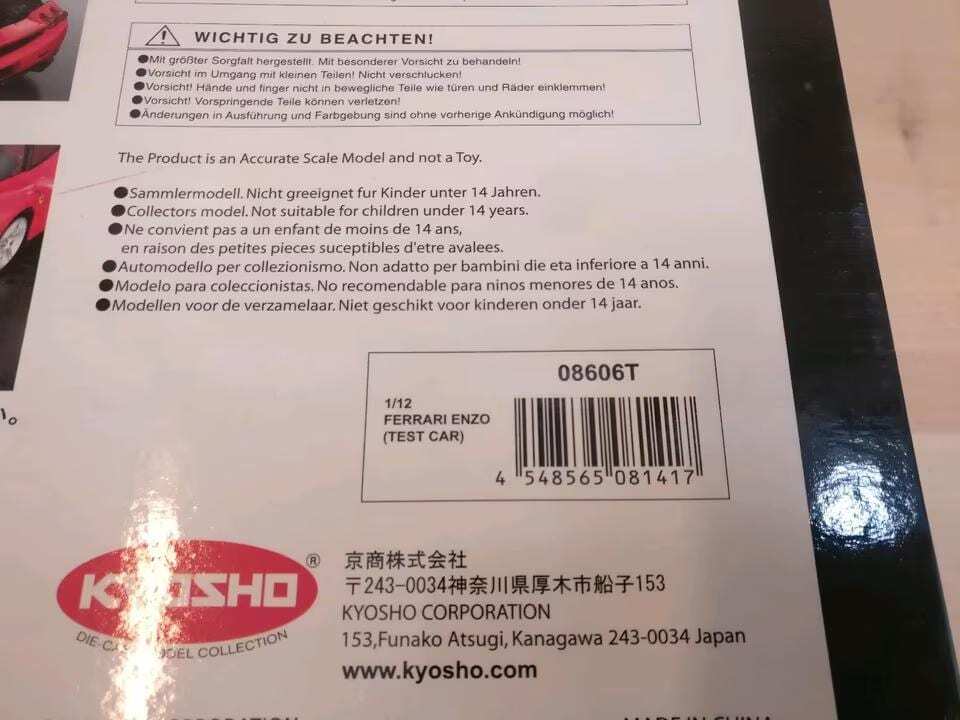 WICHTIG ZU BEACHTEN!
●Mit größter Sorgfalt hergestellt. Mit besonderer Vorsicht zu behandeln!
●Vorsicht im Umgang mit kleinen Teilen! Nicht verschlucken!
●Vorsicht! Hände und finger nicht in bewegliche Teile wie türen und Räder einklemmen!
●Vorsicht! Vorspringende Teile können verletzen!
●Änderungen in Ausführung und Farbgebung sind ohne vorherige Ankündigung möglich!
The Product is an Accurate Scale Model and not a Toy.
●Sammlermodell. Nicht geeignet fur Kinder unter 14 Jahren.
●Collectors model. Not suitable for children under 14 years.
●Ne convient pas a un enfant de moins de 14 ans,
en raison des petites pieces suceptibles d'etre avalees.
●Automodello per collezionismo. Non adatto per bambini die eta inferiore a 14 anni.
●Modelo para coleccionistas. No recomendable para ninos menores de 14 anos.
●Modellen voor de verzamelaar. Niet geschikt voor kinderen onder 14 jaar.
08606T
1/12
FERRARI ENZO
(TEST CAR)
4 548565 081417
KYOSHO ®
DIE-CAST MODEL COLLECTION
京商株式会社
〒243-0034神奈川県厚木市船子153
KYOSHO CORPORATION
153,Funako Atsugi, Kanagawa 243-0034 Japan
www.kyosho.com
MADE IN CHINA